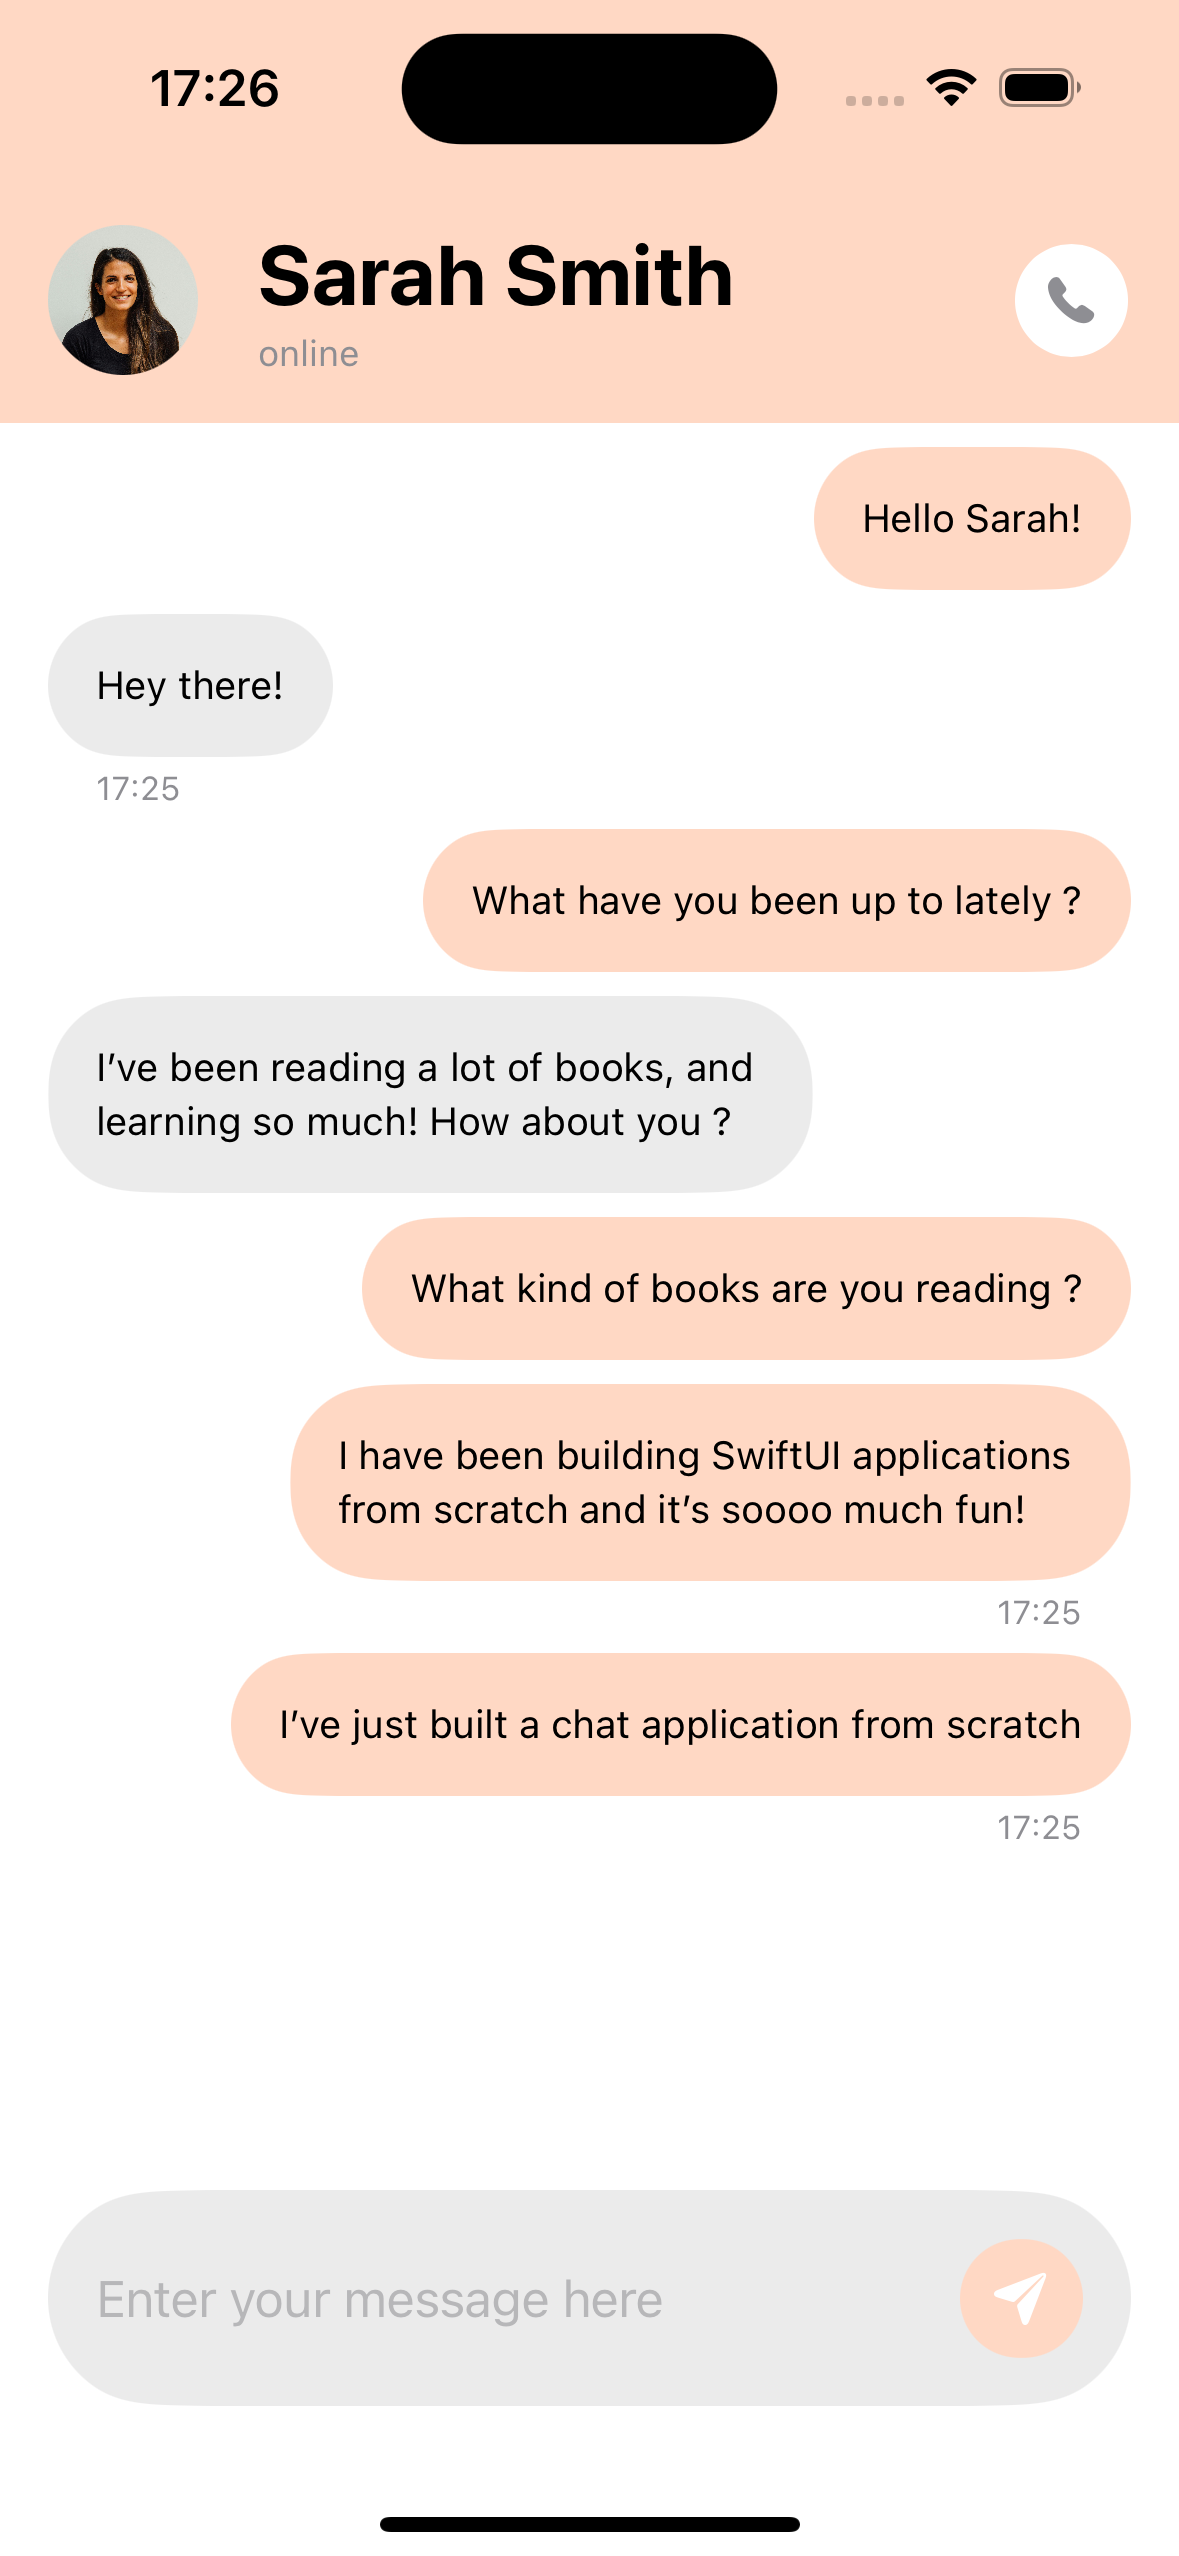 17:26
Sarah Smith
online
Hello Sarah!
Hey there!
17:25
What have you been up to lately ?
I’ve been reading a lot of books, and
learning so much! How about you ?
What kind of books are you reading ?
I have been building SwiftUI applications
from scratch and it’s soooo much fun!
17:25
I’ve just built a chat application from scratch
17:25
Enter your message here